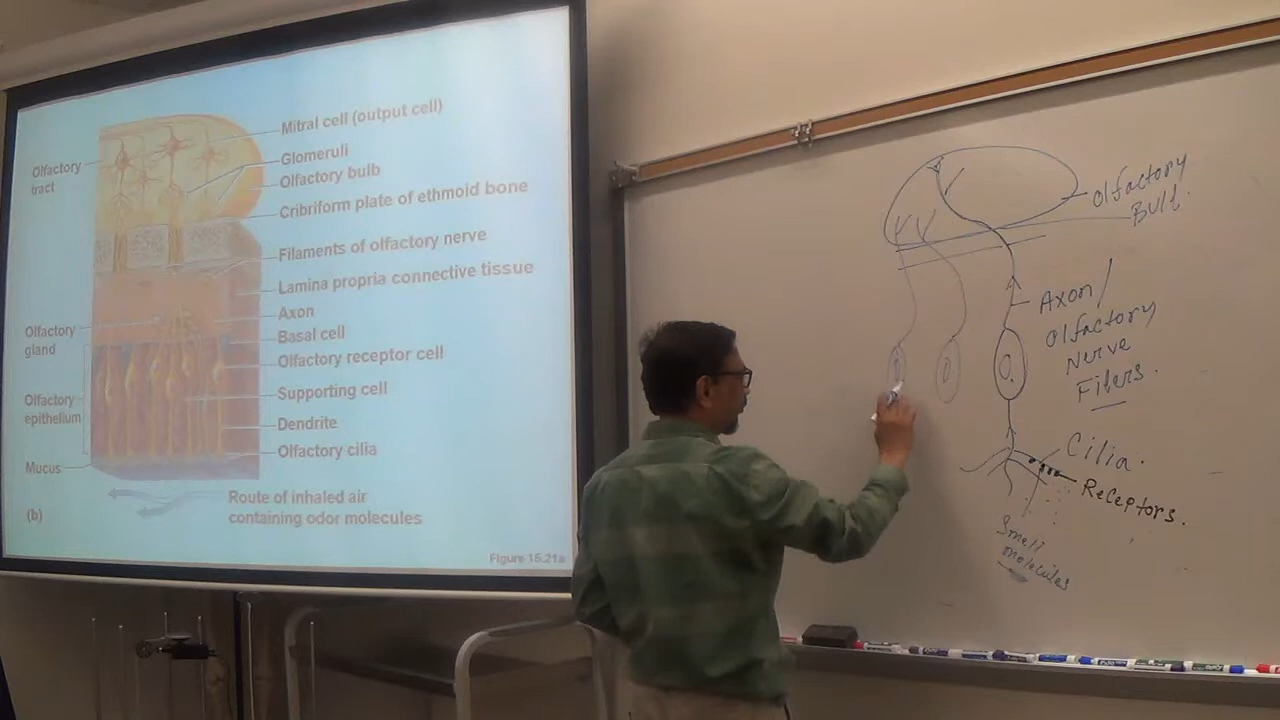 Mitral cell (output cell)
Glomeruli
Olfactory bulb
Cribriform plate of ethmoid bone
Filaments of olfactory nerve
Lamina propria connective tissue
Axon
Basal cell
Olfactory receptor cell
Supporting cell
Dendrite
Olfactory cilia
Olfactory
tract
Olfactory
gland
Olfactory
epithelium
Mucus
(b)
Route of inhaled air
containing odor molecules
Figure 15.21a
Olfactory
Bulb
Axon/
Olfactory
Nerve
Fibers.
Cilia.
Receptors.
Smell
molecules